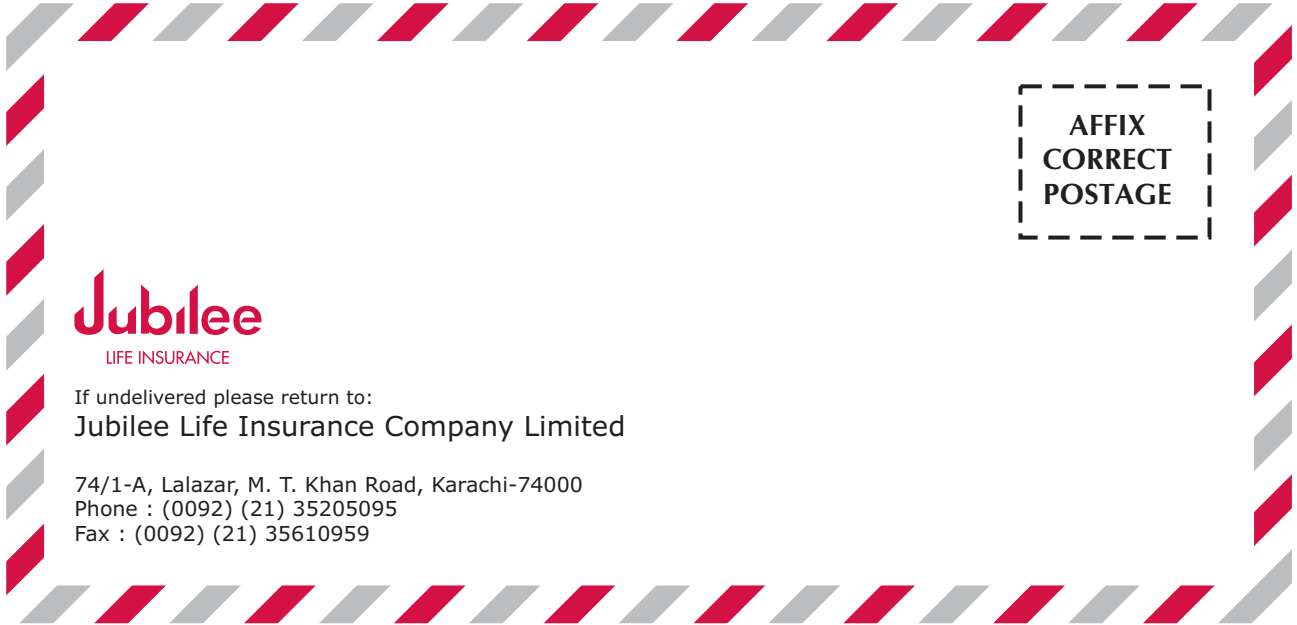 AFFIX
CORRECT
POSTAGE
Jubilee
LIFE INSURANCE
If undelivered please return to:
Jubilee Life Insurance Company Limited
74/1-A, Lalazar, M. T. Khan Road, Karachi-74000
Phone : (0092) (21) 35205095
Fax : (0092) (21) 35610959